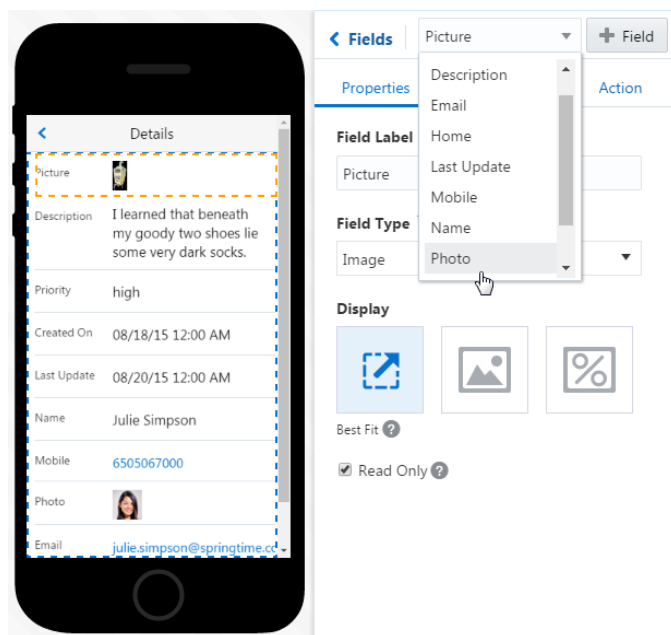 Details
Picture
Description
I learned that beneath
my goody two shoes lie
some very dark socks.
Priority
high
Created On
08/18/15 12:00 AM
Last Update
08/20/15 12:00 AM
Name
Julie Simpson
Mobile
6505067000
Photo
Email
julie.simpson@springtime.cc
Fields
Picture
Field
Properties
Action
Description
Email
Home
Last Update
Mobile
Name
Photo
Field Label
Picture
Field Type
Image
Display
Best Fit ?
Read Only ?